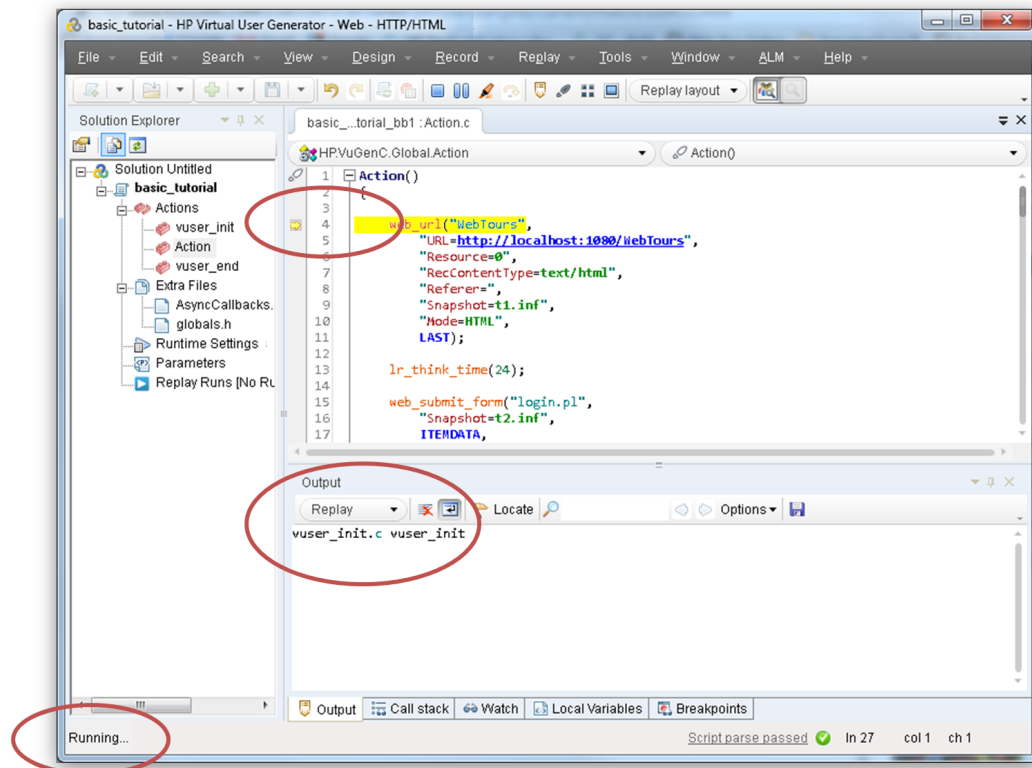 basic_tutorial - HP Virtual User Generator - Web - HTTP/HTML
File Edit Search View Design Record Replay Tools Window ALM Help
Replay layout
Solution Explorer
basic_...torial_bb1 : Action.c
HP.VuGenC.Global.Action
Action()
Solution Untitled
basic_tutorial
Actions
vuser_init
Action
vuser_end
Extra Files
AsyncCallbacks.
globals.h
Runtime Settings
Parameters
Replay Runs [No Ru
1 Action()
2 {
3
4 web_url("WebTours",
5 "URL=http://localhost:1080/WebTours",
6 "Resource=0",
7 "RecContentType=text/html",
8 "Referer=",
9 "Snapshot=t1.inf",
10 "Mode=HTML",
11 LAST);
12
13 lr_think_time(24);
14
15 web_submit_form("login.pl",
16 "Snapshot=t2.inf",
17 ITEMDATA,
Output
Replay Locate Options
vuser_init.c vuser_init
Output Call stack Watch Local Variables Breakpoints
Running... Script parse passed ln 27 col 1 ch 1